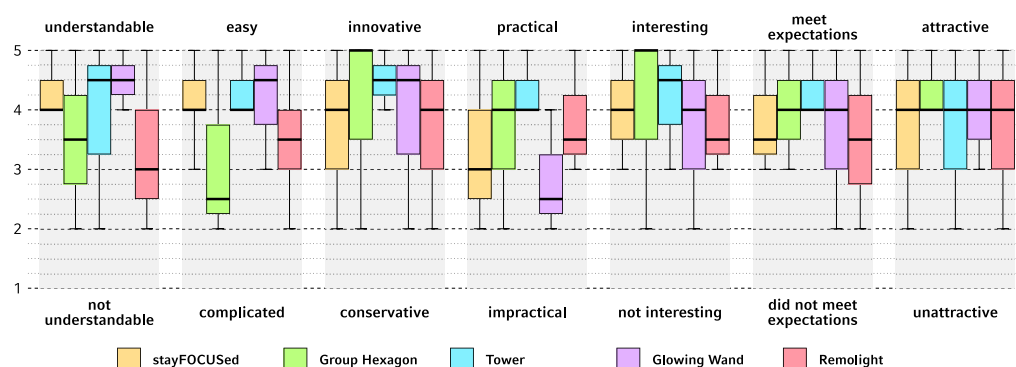 understandable easy innovative practical interesting meet expectations attractive
5
4
3
2
1
not understandable complicated conservative impractical not interesting did not meet expectations unattractive
stayFOCUSed Group Hexagon Tower Glowing Wand Remolight